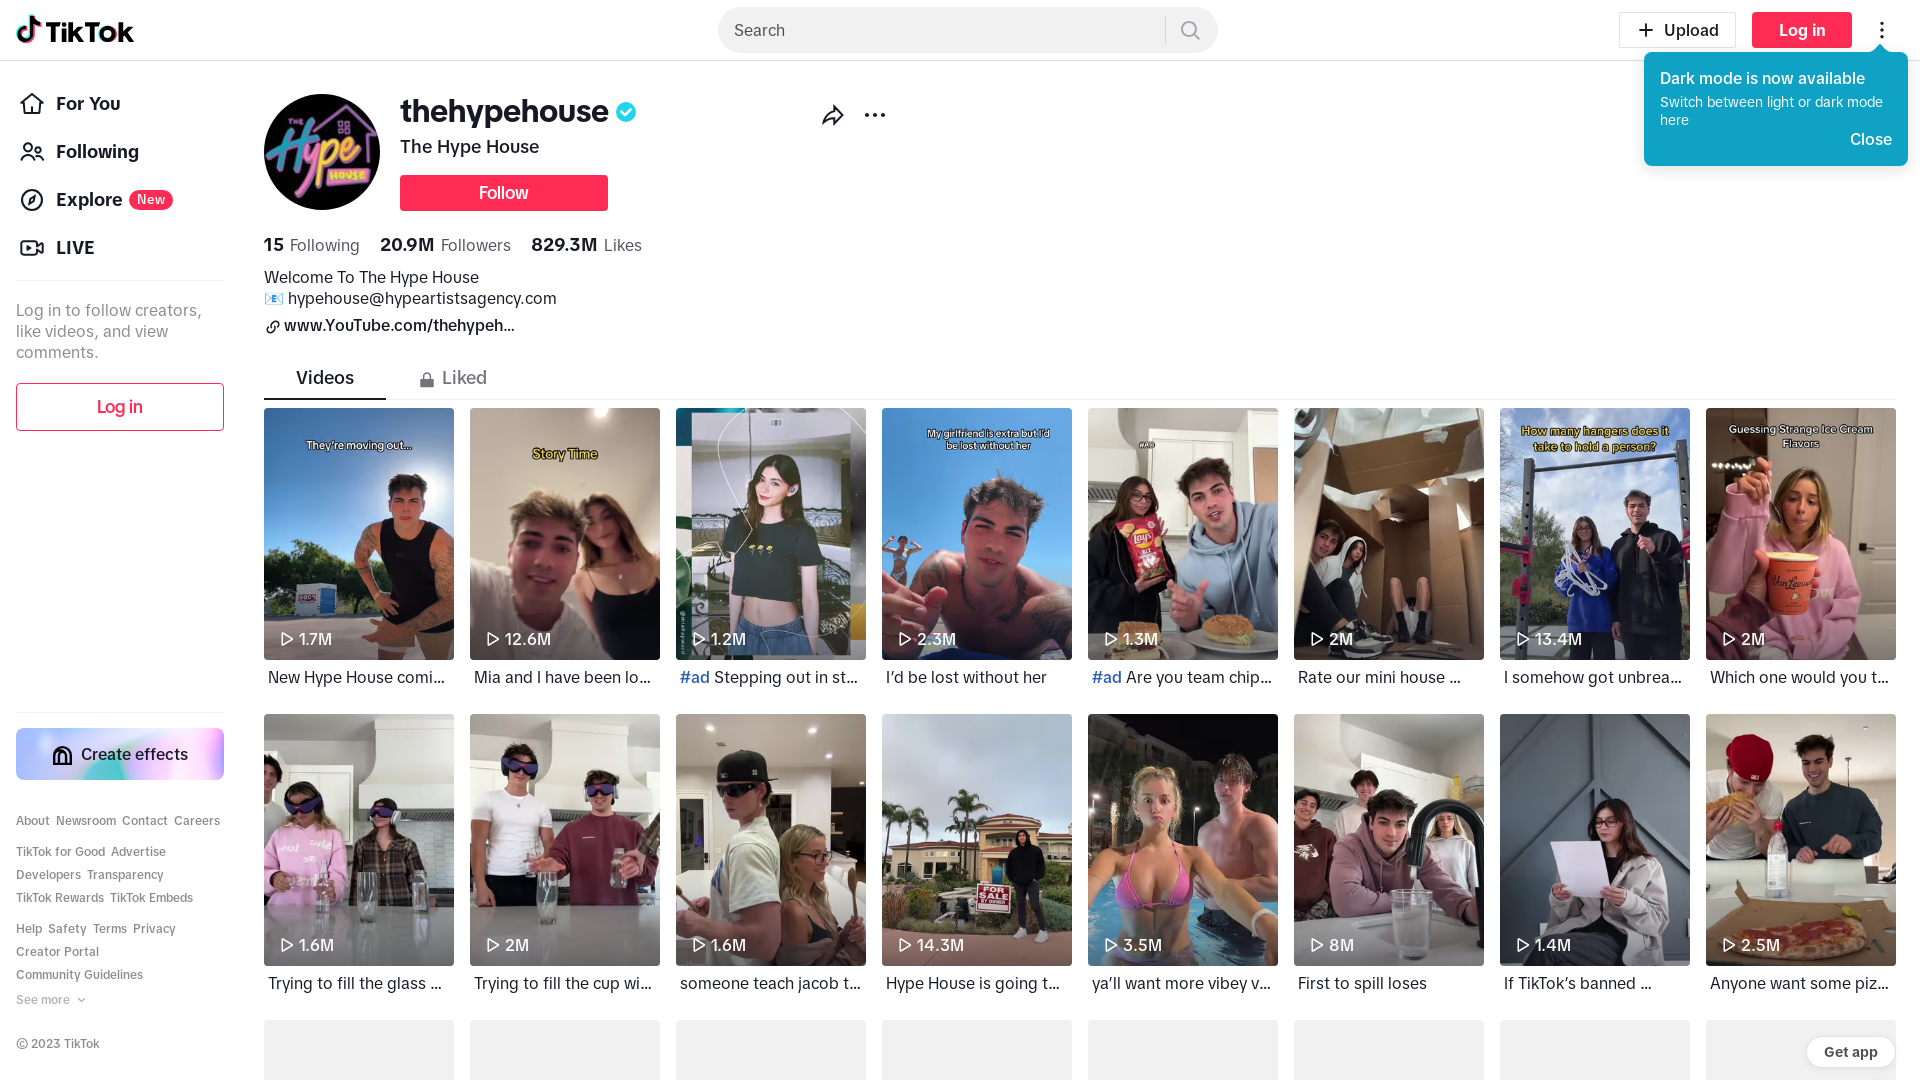 TikTok
Search
Upload
Log in
Dark mode is now available
Switch between light or dark mode
here
Close
For You
Following
Explore New
LIVE
Log in to follow creators,
like videos, and view
comments.
Log in
Create effects
About Newsroom Contact Careers
TikTok for Good Advertise
Developers Transparency
TikTok Rewards TikTok Embeds
Help Safety Terms Privacy
Creator Portal
Community Guidelines
See more
© 2023 TikTok
THE
Hype
HOUSE
thehypehouse
The Hype House
Follow
15 Following 20.9M Followers 829.3M Likes
Welcome To The Hype House
📧 hypehouse@hypeartistsagency.com
www.YouTube.com/thehypeh...
Videos
Liked
They're moving out...
1.7M
New Hype House comi...
Story Time
12.6M
Mia and I have been lo...
1.2M
#ad Stepping out in st...
My girlfriend is extra but I'd
be lost without her
2.3M
I'd be lost without her
#AD
Lay's
1.3M
#ad Are you team chip...
2M
Rate our mini house ...
How many hangers does it
take to hold a person?
13.4M
I somehow got unbrea...
Guessing Strange Ice Cream
Flavors
Van Leeuwen
2M
Which one would you t...
1.6M
Trying to fill the glass ...
2M
Trying to fill the cup wi...
1.6M
someone teach jacob t...
FOR
SALE
BY OWNER
14.3M
Hype House is going t...
3.5M
ya'll want more vibey v...
8M
First to spill loses
1.4M
If TikTok's banned ...
2.5M
Anyone want some piz...
Get app